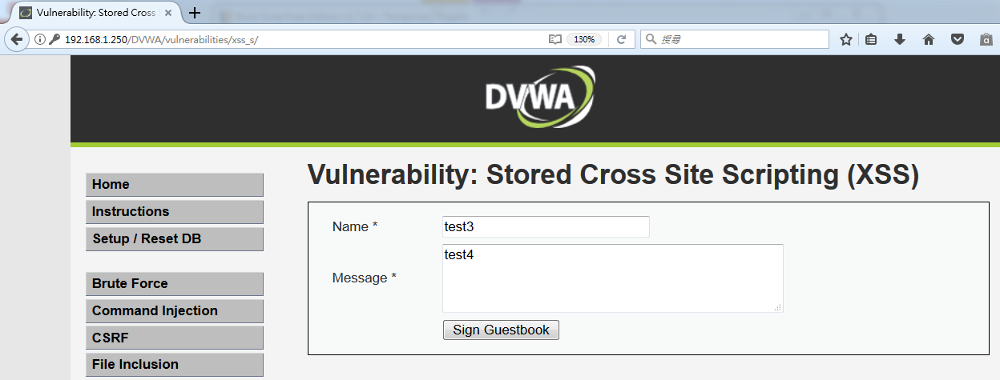 Vulnerability: Stored Cross
192.168.1.250/DVWA/vulnerabilities/xss_s/
130%
搜尋
DVWA
Vulnerability: Stored Cross Site Scripting (XSS)
Home
Instructions
Setup / Reset DB
Brute Force
Command Injection
CSRF
File Inclusion
Name *
test3
Message *
test4
Sign Guestbook